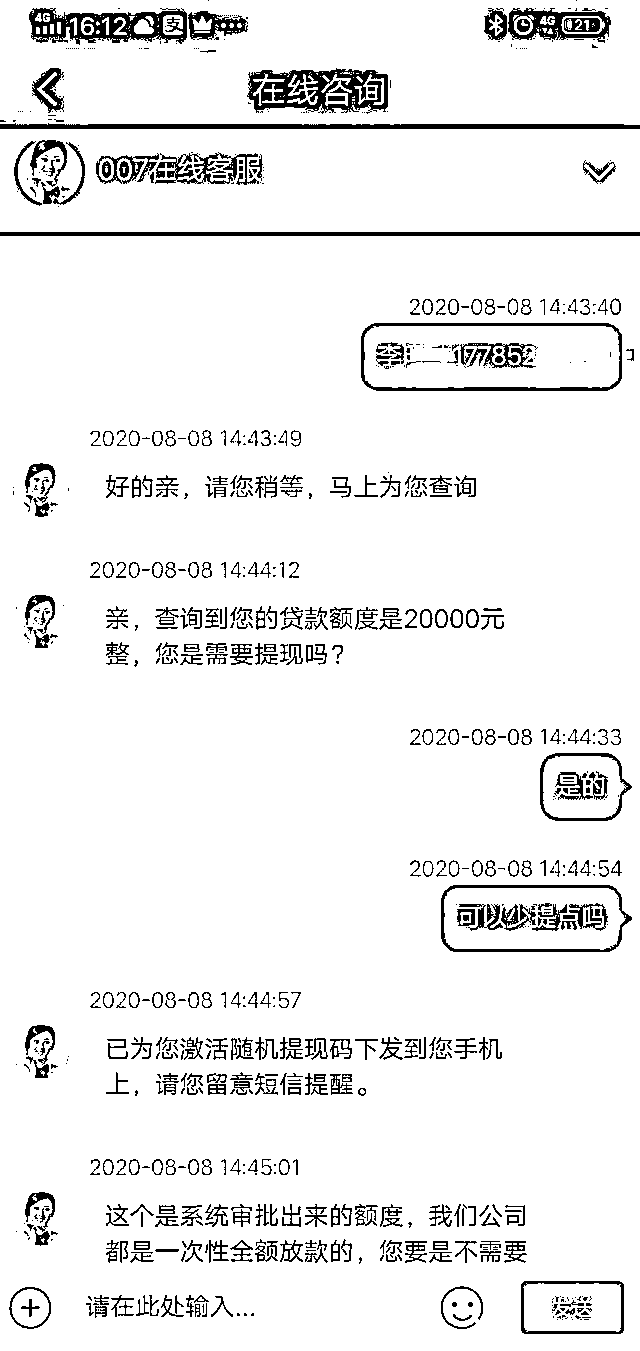 4G 16:12 支 4G 21
在线咨询
007在线客服
2020-08-08 14:43:40
李 177852
2020-08-08 14:43:49
好的亲，请您稍等，马上为您查询
2020-08-08 14:44:12
亲，查询到您的贷款额度是20000元
整，您是需要提现吗？
2020-08-08 14:44:33
是的
2020-08-08 14:44:54
可以少提点吗
2020-08-08 14:44:57
已为您激活随机提现码下发到您手机
上，请您留意短信提醒。
2020-08-08 14:45:01
这个是系统审批出来的额度，我们公司
都是一次性全额放款的，您要是不需要
请在此处输入...
发送